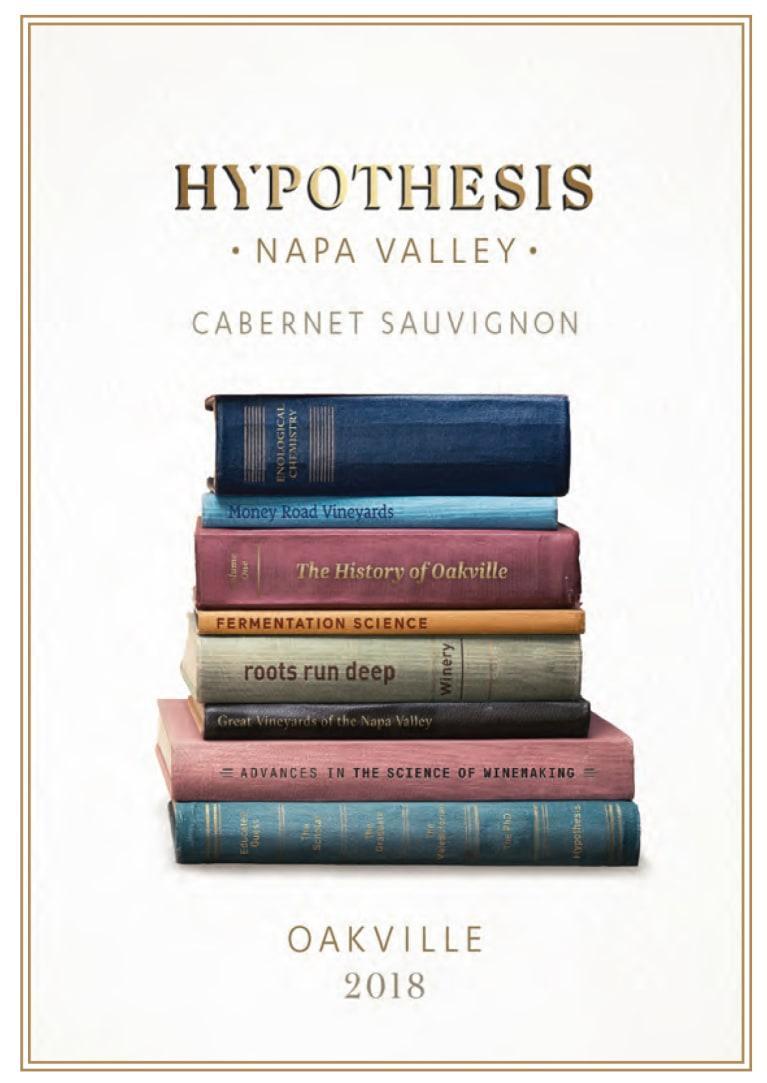 HYPOTHESIS
• NAPA VALLEY •
CABERNET SAUVIGNON
ENOLOGICAL
CHEMISTRY
Money Road Vineyards
Volume
One
The History of Oakville
FERMENTATION SCIENCE
roots run deep
Winery
Great Vineyards of the Napa Valley
ADVANCES IN THE SCIENCE OF WINEMAKING
Educated
Guess
The
Scholar
The
Graduate
The
Valedictorian
The PhD
Hypothesis
OAKVILLE
2018